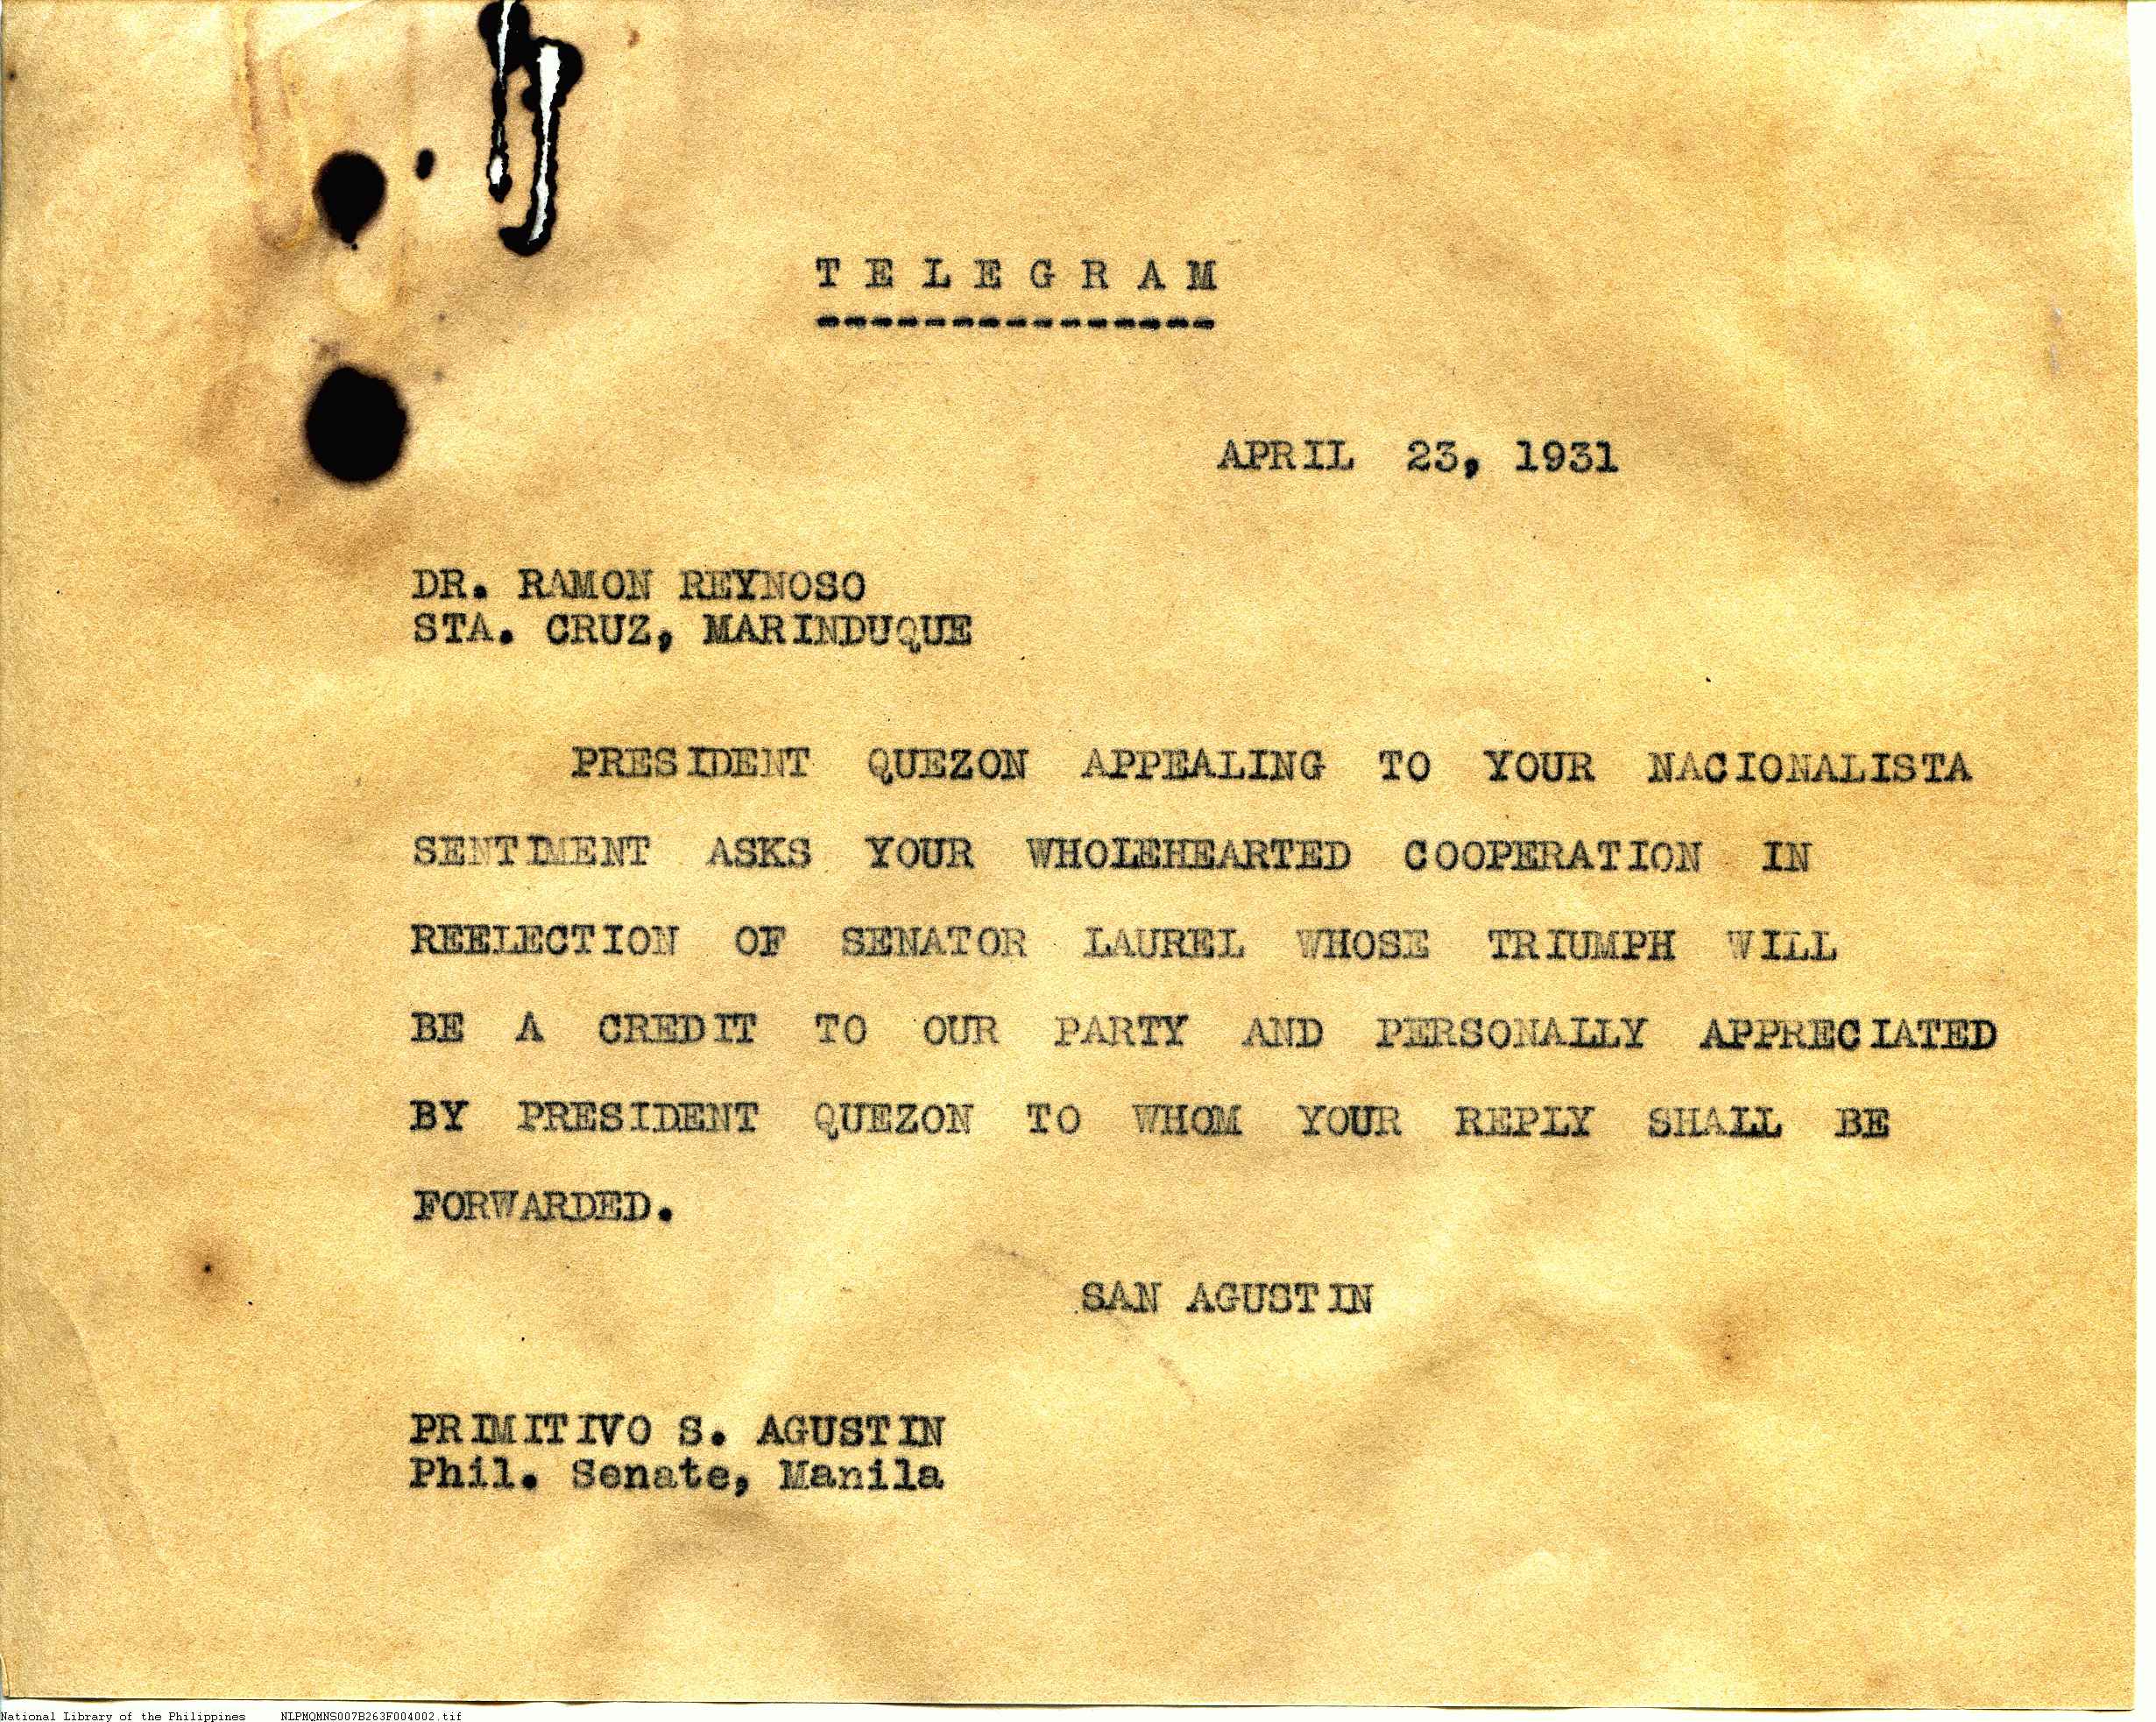 T E L E G R A M
---------------
APRIL 23, 1931
DR. RAMON REYNOSO
STA. CRUZ, MARINDUQUE
PRESIDENT QUEZON APPEALING TO YOUR NACIONALISTA
SENTIMENT ASKS YOUR WHOLEHEARTED COOPERATION IN
REELECTION OF SENATOR LAUREL WHOSE TRIUMPH WILL
BE A CREDIT TO OUR PARTY AND PERSONALLY APPRECIATED
BY PRESIDENT QUEZON TO WHOM YOUR REPLY SHALL BE
FORWARDED.
SAN AGUSTIN
PRIMITIVO S. AGUSTIN
Phil. Senate, Manila
National Library of the Philippines NLPMQMNS007B263F004002.tif